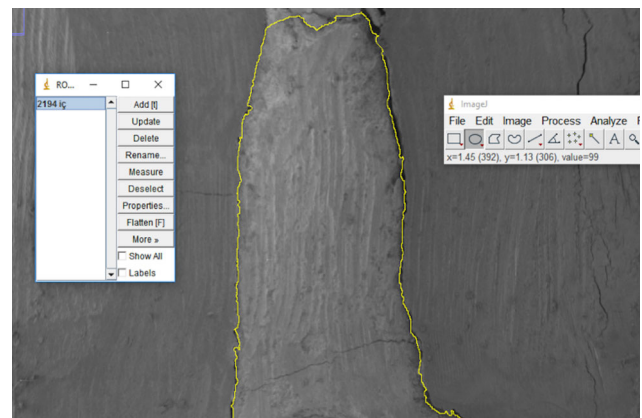 RO...
2194 iç
Add [t]
Update
Delete
Rename...
Measure
Deselect
Properties...
Flatten [F]
More »
Show All
Labels
ImageJ
File Edit Image Process Analyze
x=1.45 (392), y=1.13 (306), value=99
A